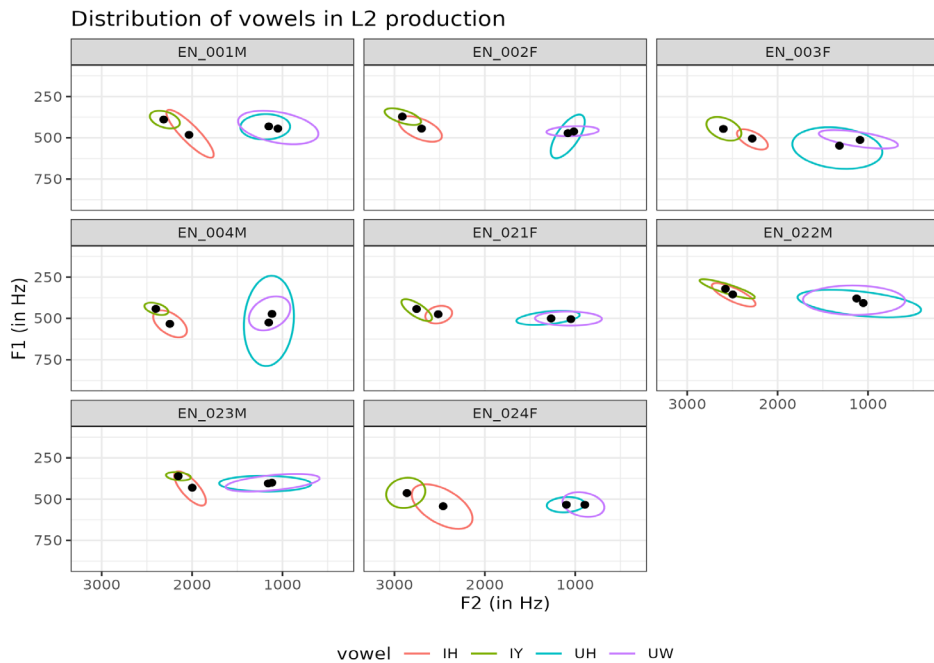 Distribution of vowels in L2 production
EN_001M
EN_002F
EN_003F
250
500
750
EN_004M
EN_021F
EN_022M
250
500
750
3000 2000 1000
EN_023M
EN_024F
250
500
750
3000 2000 1000
3000 2000 1000
F1 (in Hz)
F2 (in Hz)
vowel IH IY UH UW